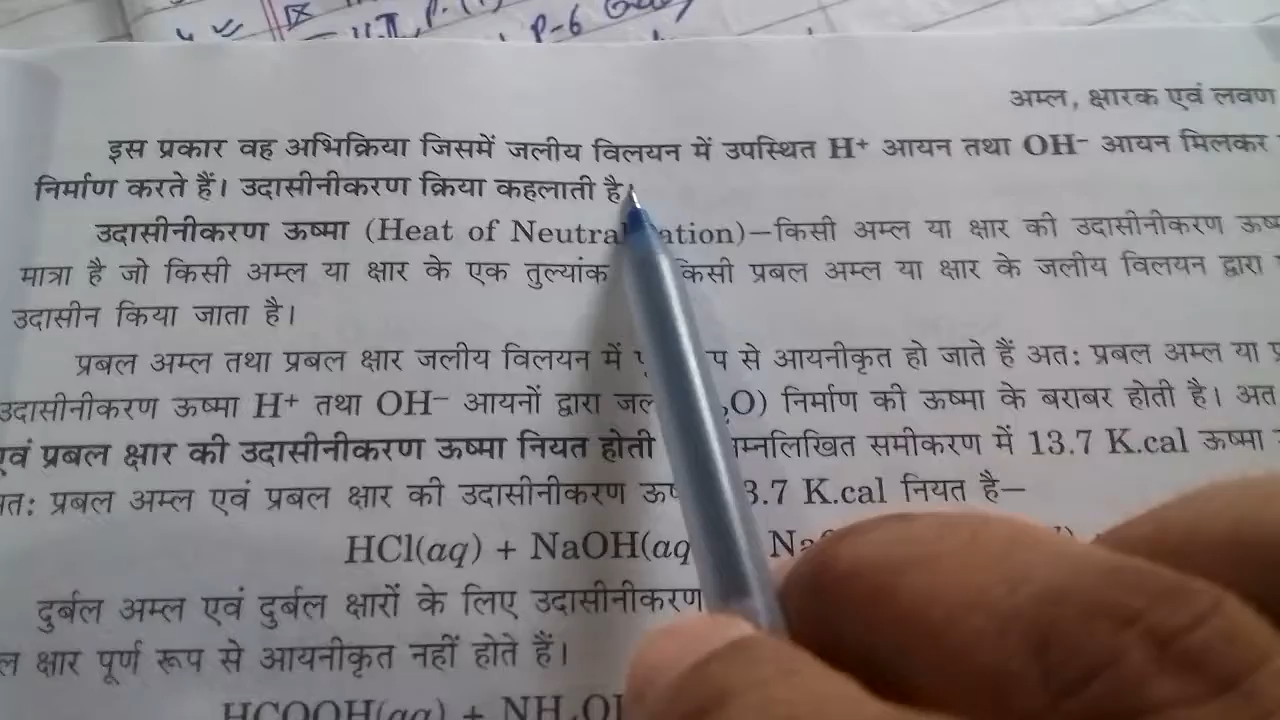 P-6
अम्ल, क्षारक एवं लवण
इस प्रकार वह अभिक्रिया जिसमें जलीय विलयन में उपस्थित H⁺ आयन तथा OH⁻ आयन मिलकर
निर्माण करते हैं। उदासीनीकरण क्रिया कहलाती है।
उदासीनीकरण ऊष्मा (Heat of Neutra ation)—किसी अम्ल या क्षार की उदासीनीकरण
मात्रा है जो किसी अम्ल या क्षार के एक तुल्यांक किसी प्रबल अम्ल या क्षार के जलीय विलयन द्वारा
उदासीन किया जाता है।
प्रबल अम्ल तथा प्रबल क्षार जलीय विलयन में से आयनीकृत हो जाते हैं अतः प्रबल अम्ल या
उदासीनीकरण ऊष्मा H⁺ तथा OH⁻ आयनों द्वारा O) निर्माण की ऊष्मा के बराबर होती है। अत
एवं प्रबल क्षार की उदासीनीकरण ऊष्मा नियत होती म्नलिखित समीकरण में 13.7 K.cal ऊष्मा
प्रबल अम्ल एवं प्रबल क्षार की उदासीनीकरण 3.7 K.cal नियत है—
HCl(aq) + NaOH(aq
दुर्बल अम्ल एवं दुर्बल क्षारों के लिए उदासीनीकरण
ल क्षार पूर्ण रूप से आयनीकृत नहीं होते हैं।
HCOOH(aq) +